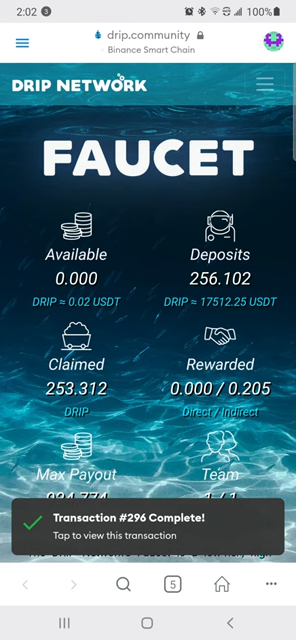 2:02 3 100%
drip.community
Binance Smart Chain
DRIP NETWORK
FAUCET
Available
0.000
DRIP ≈ 0.02 USDT
Deposits
256.102
DRIP ≈ 17512.25 USDT
Claimed
253.312
DRIP
Rewarded
0.000 / 0.205
Direct / Indirect
Max Payout
Team
Transaction #296 Complete!
Tap to view this transaction
5